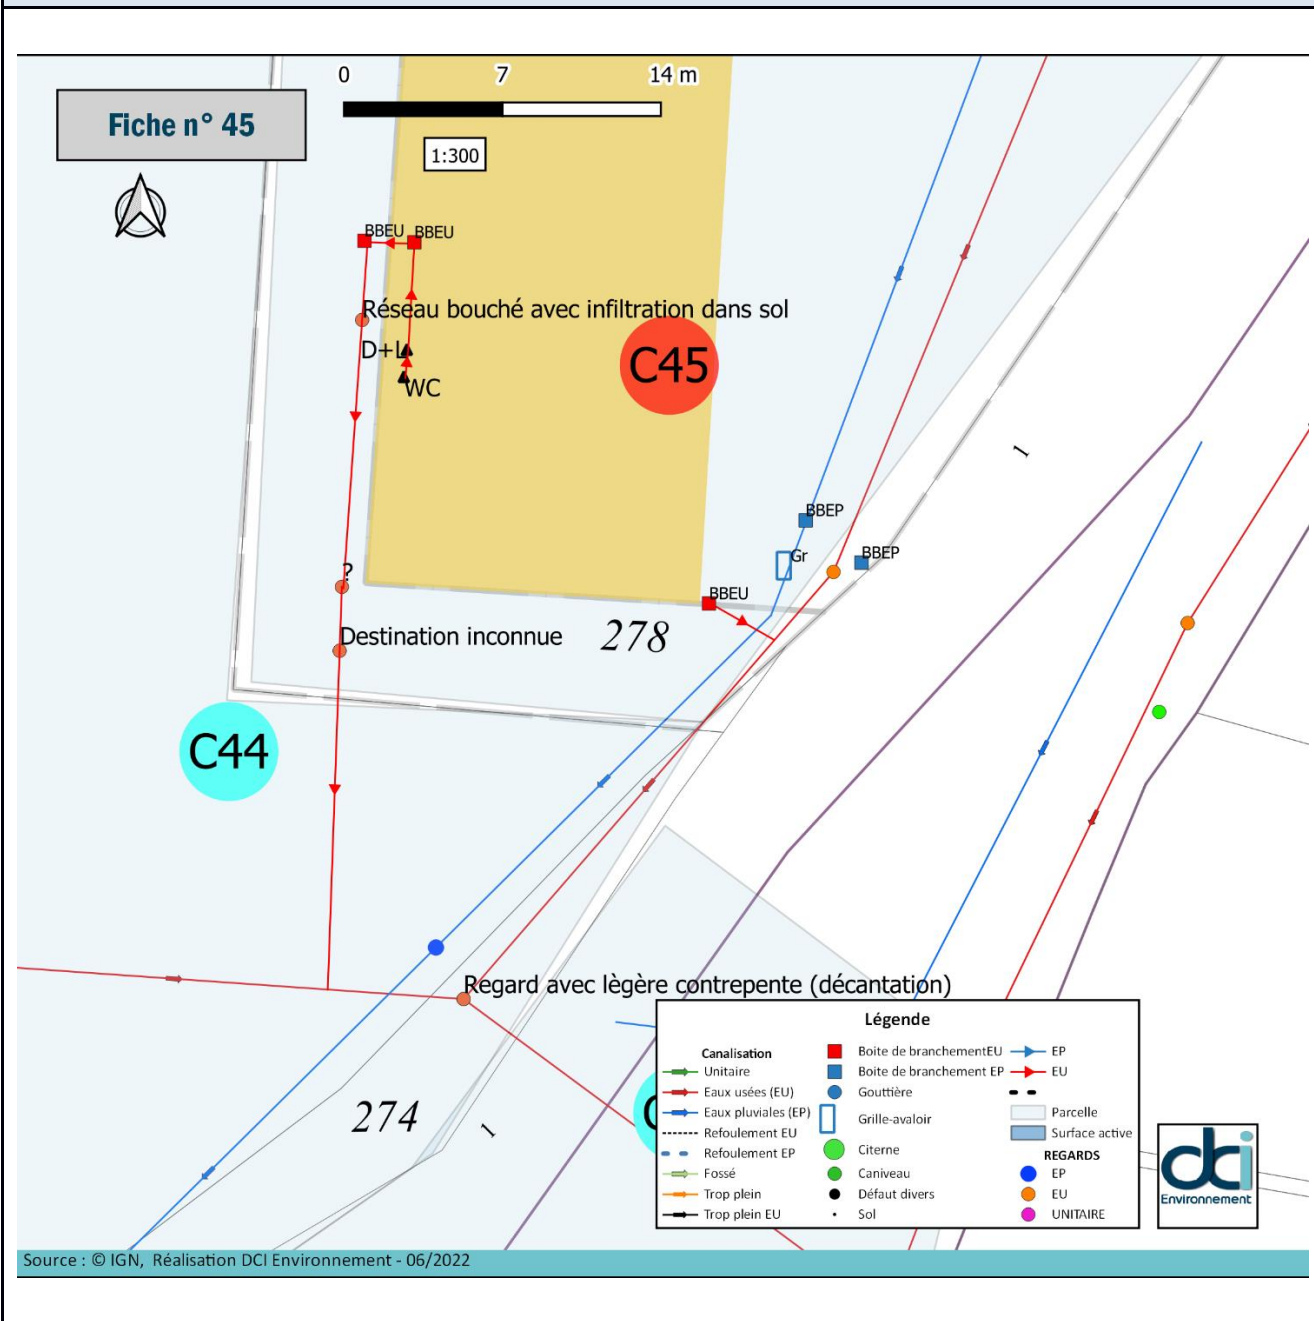 0 7 14 m
Fiche n° 45
1:300
BBEU BBEU
Réseau bouché avec infiltration dans sol
D+L
C45
WC
1
BBEP
Gr
BBEP
?
BBEU
Destination inconnue
278
C44
Regard avec lègère contrepente (décantation)
274
1
C
Légende
Canalisation
Unitaire
Eaux usées (EU)
Eaux pluviales (EP)
Refoulement EU
Refoulement EP
Fossé
Trop plein
Trop plein EU
Boite de branchementEU
Boite de branchement EP
Gouttière
Grille-avaloir
Citerne
Caniveau
Défaut divers
Sol
EP
EU
Parcelle
Surface active
REGARDS
EP
EU
UNITAIRE
dci
Environnement
Source : © IGN, Réalisation DCI Environnement - 06/2022